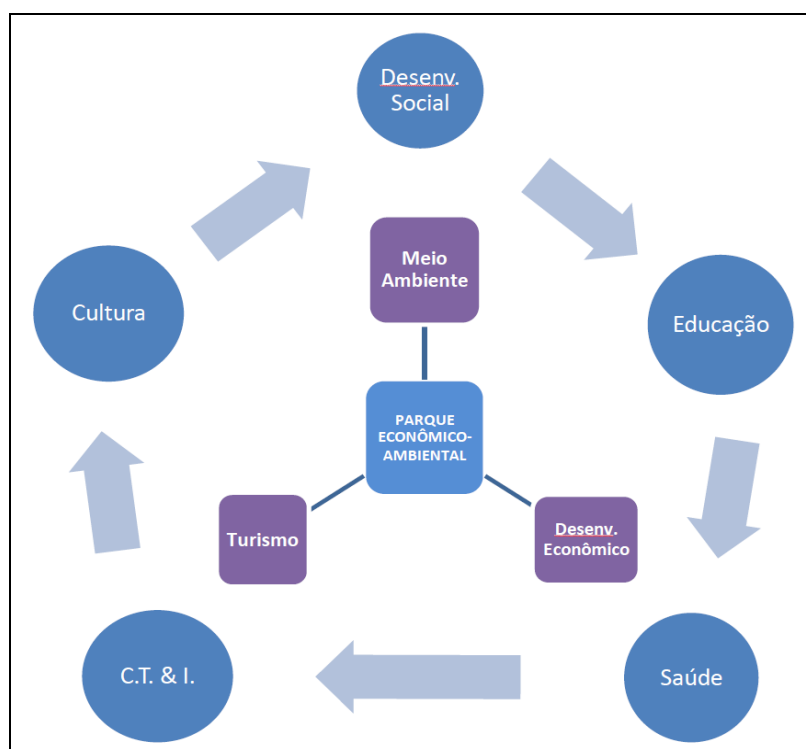 Desenv.
Social
Meio
Ambiente
Cultura
Educação
PARQUE
ECONÔMICO-
AMBIENTAL
Turismo
Desenv.
Econômico
C.T. & I.
Saúde